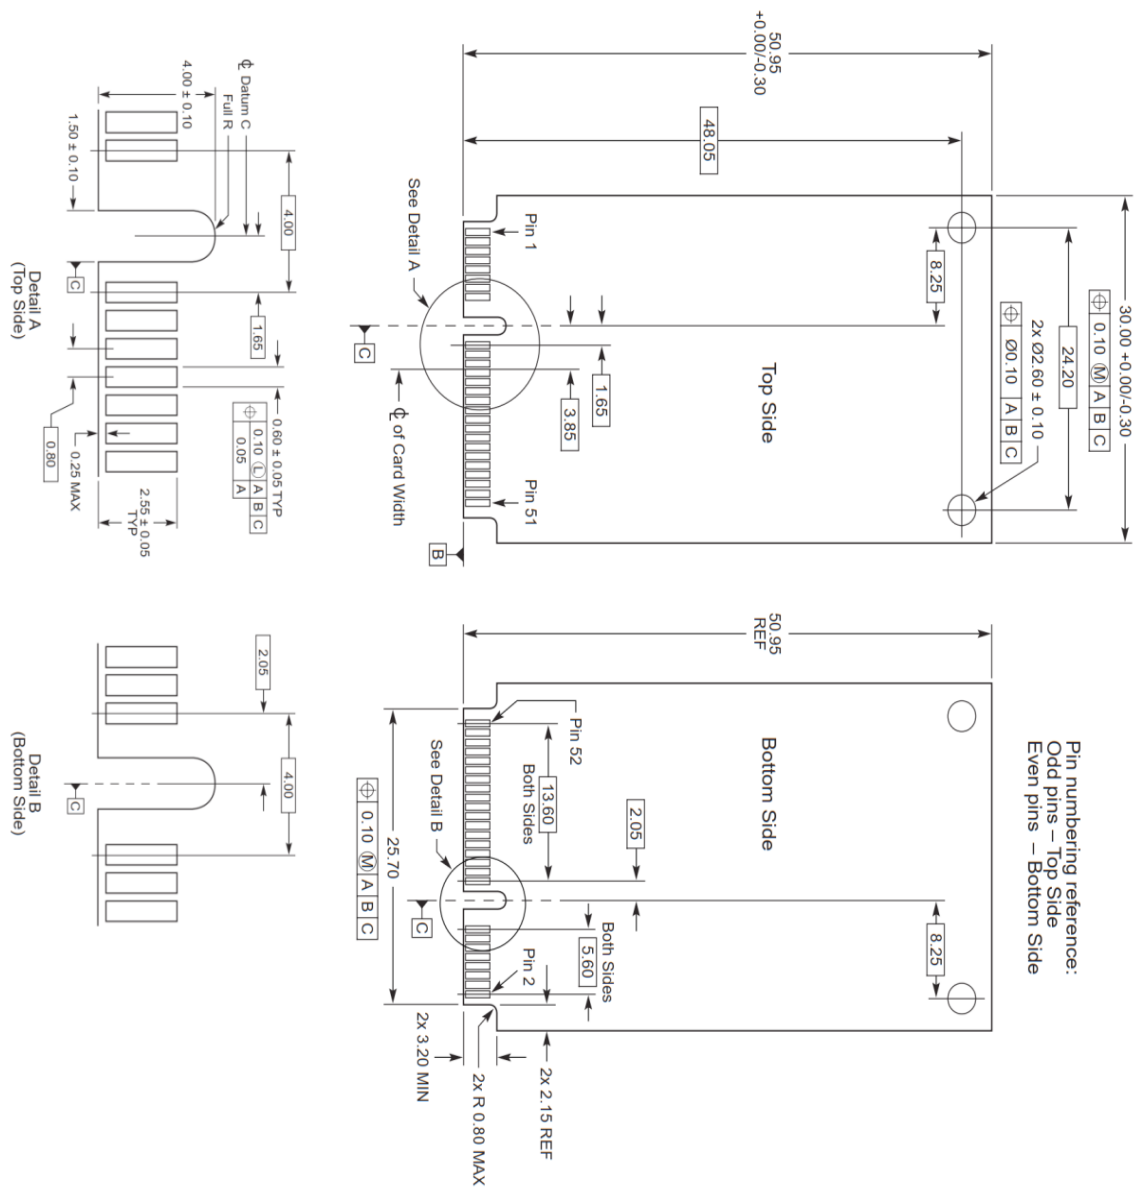 Pin numbering reference:
Odd pins – Top Side
Even pins – Bottom Side
30.00 +0.00/-0.30
⌖ 0.10 Ⓜ A B C
24.20
2x Ø2.60 ± 0.10
⌖ Ø0.10 A B C
8.25
50.95
+0.00/-0.30
48.05
Top Side
1.65
3.85
Pin 1
Pin 51
See Detail A
C
℄ of Card Width
B
8.25
50.95
REF
Bottom Side
2.05
Both Sides
5.60
13.60
Both Sides
Pin 52
Pin 2
See Detail B
C
25.70
⌖ 0.10 Ⓜ A B C
2x 2.15 REF
2x R 0.80 MAX
2x 3.20 MIN
4.00
℄ Datum C
Full R
4.00 ± 0.10
1.50 ± 0.10
C
1.65
0.60 ± 0.05 TYP
⌖ 0.10 Ⓛ A B C
0.05 A
0.80
0.25 MAX
2.55 ± 0.05
TYP
Detail A
(Top Side)
2.05
4.00
C
Detail B
(Bottom Side)